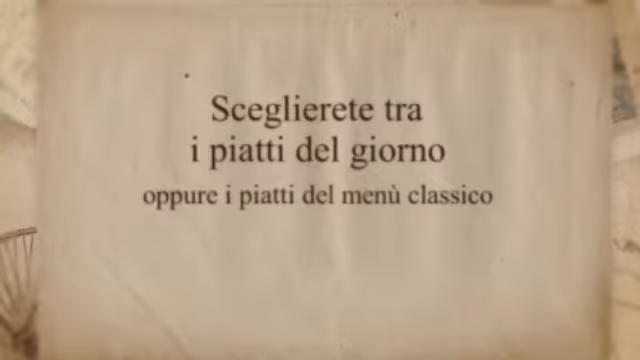 Sceglierete tra
i piatti del giorno
oppure i piatti del menù classico